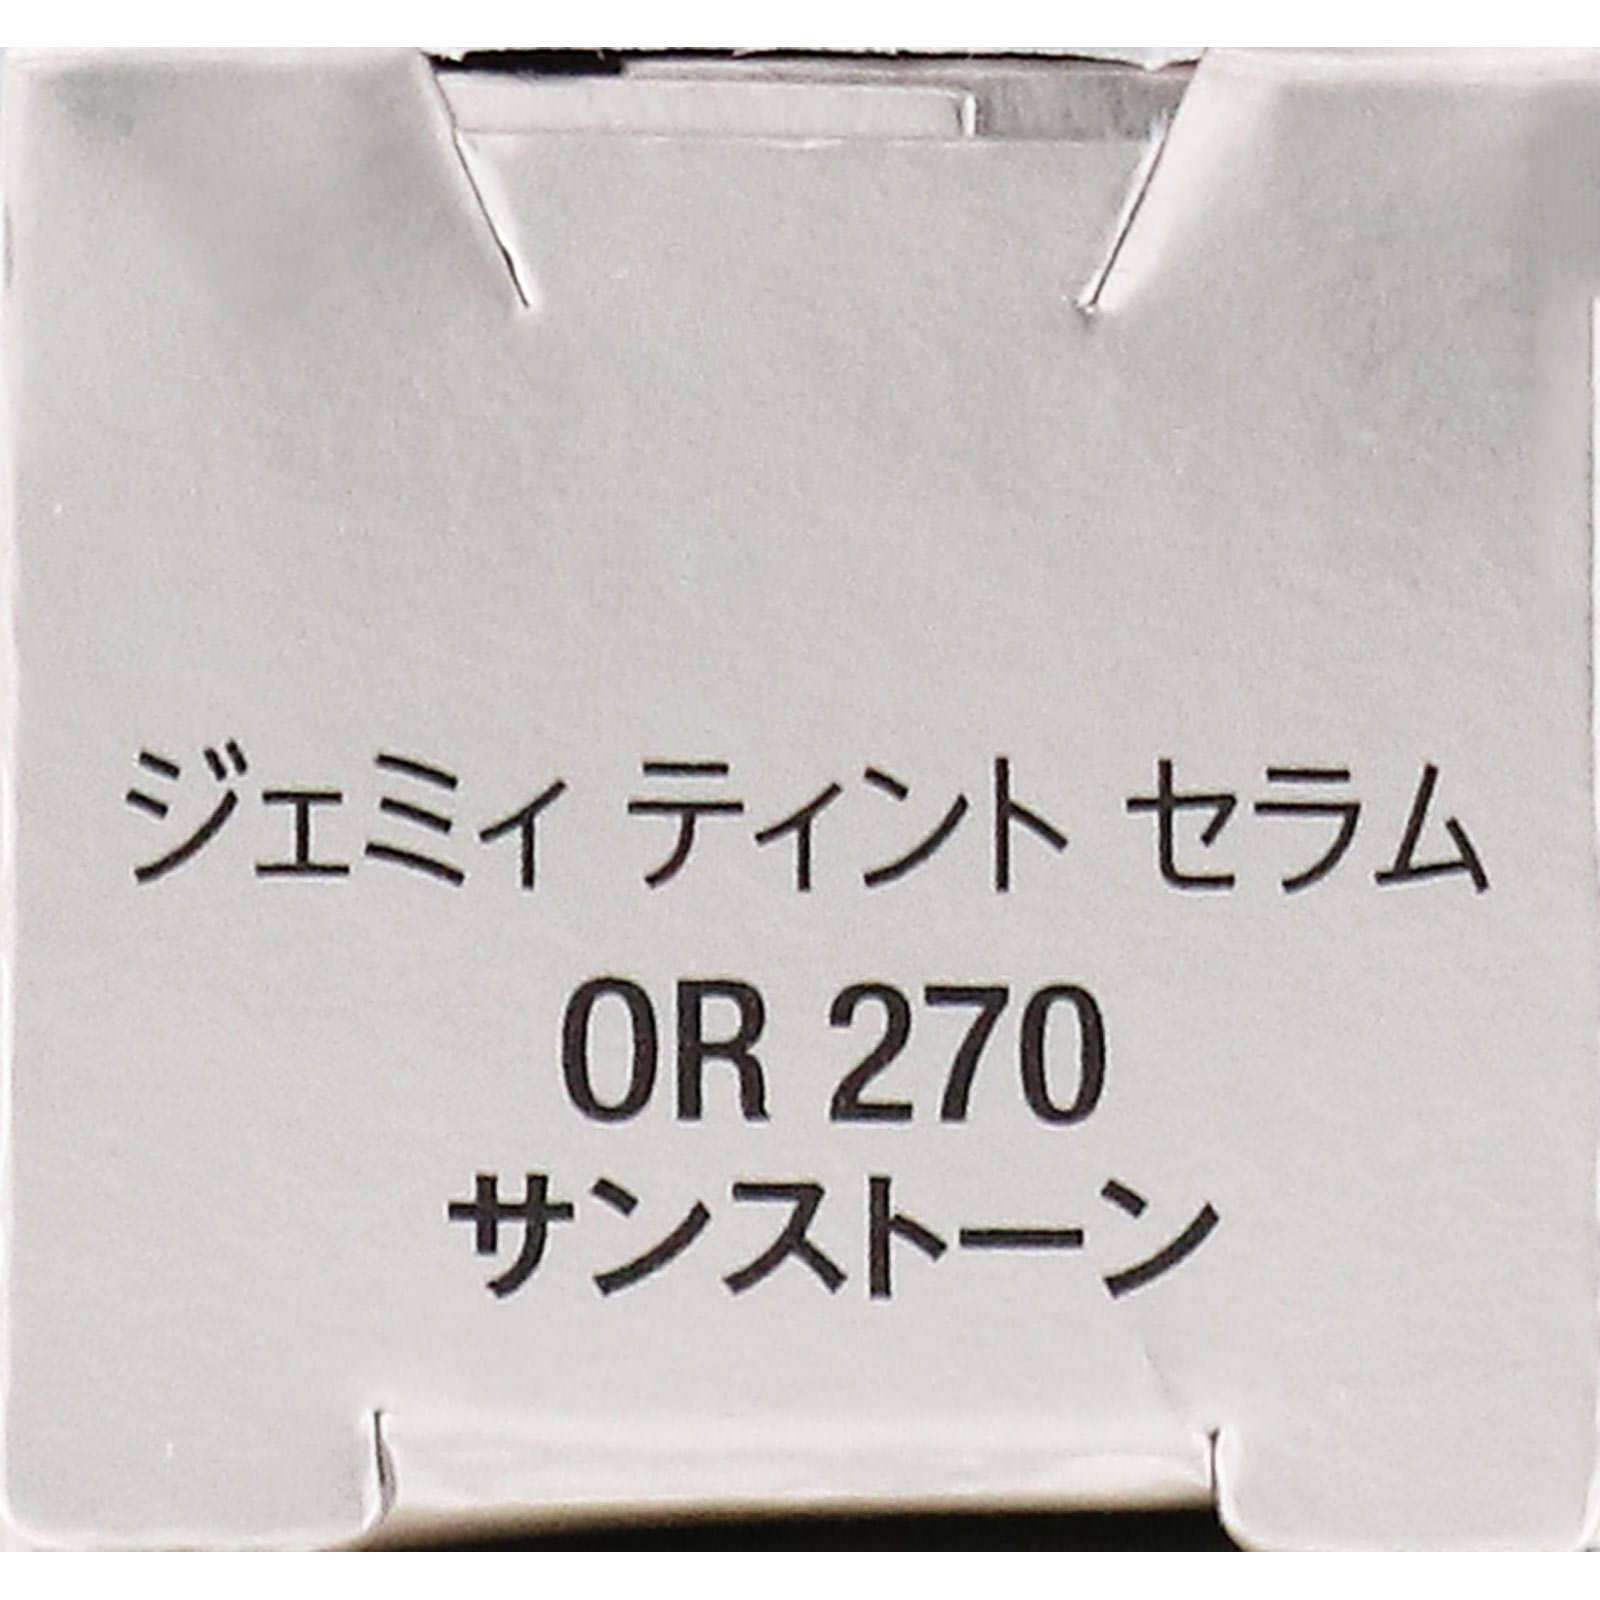 ジェミィ ティント セラム
OR 270
サンストーン